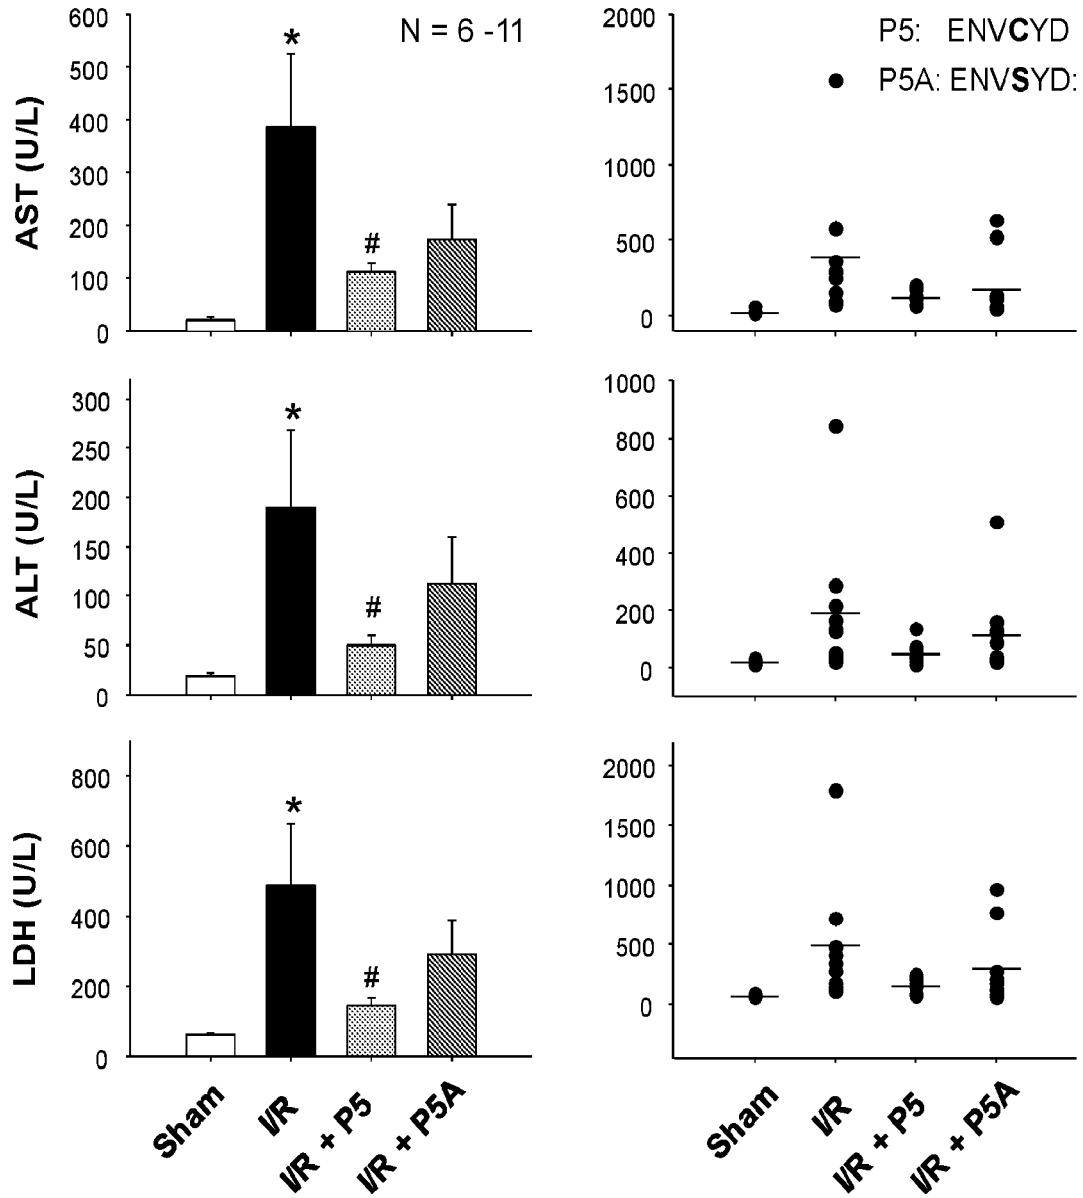 600
500
400
300
200
100
0
AST (U/L)
*
#
N = 6 -11
2000
1500
1000
500
0
P5: ENVCYD
P5A: ENVSYD:
300
250
200
150
100
50
0
ALT (U/L)
*
#
1000
800
600
400
200
0
800
600
400
200
0
LDH (U/L)
*
#
2000
1500
1000
500
0
Sham
I/R
I/R + P5
I/R + P5A
Sham
I/R
I/R + P5
I/R + P5A